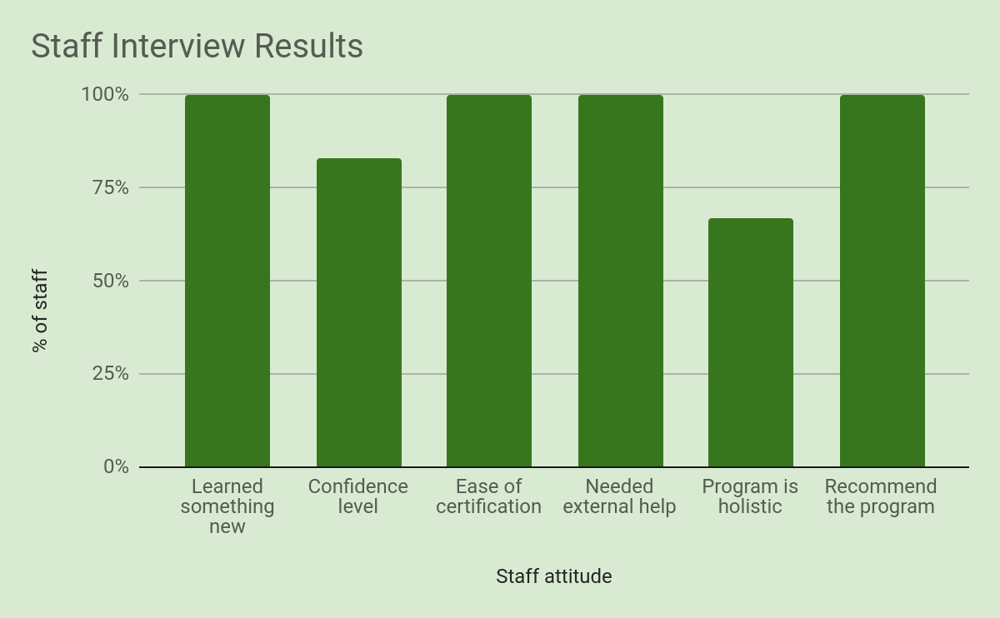 Staff Interview Results
100%
75%
50%
25%
0%
% of staff
Learned
something
new
Confidence
level
Ease of
certification
Needed
external help
Program is
holistic
Recommend
the program
Staff attitude